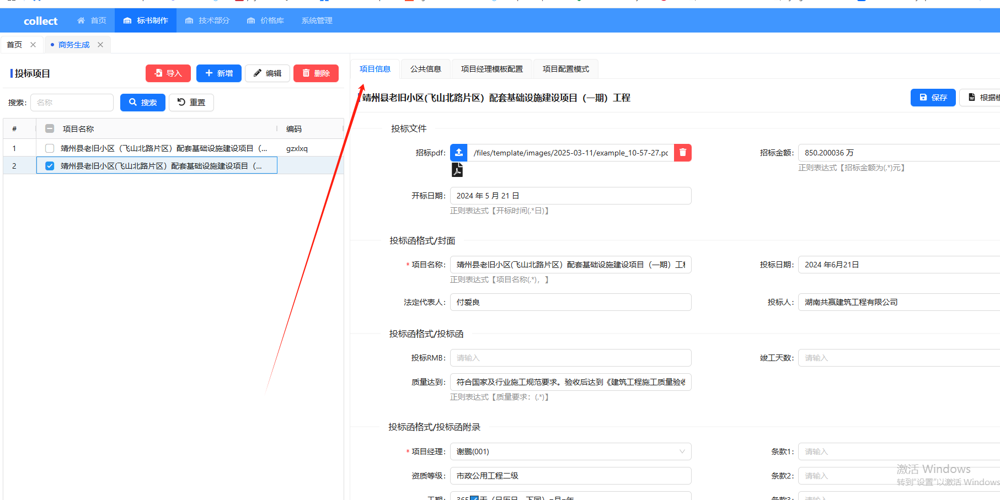 collect 首页 标书制作 技术部分 价格库 系统管理
首页 商务生成
投标项目 导入 新增 编辑 删除
搜索: 名称 搜索 重置
# 项目名称 编码
1 靖州县老旧小区（飞山北路片区）配套基础设施建设项目（... gzxlxq
2 靖州县老旧小区(飞山北路片区）配套基础设施建设项目（...
项目信息 公共信息 项目经理模板配置 项目配置模式
靖州县老旧小区(飞山北路片区）配套基础设施建设项目（一期）工程 保存 根据模
投标文件
招标pdf: /files/template/images/2025-03-11/example_10-57-27.pc 招标金额: 850.200036 万
正则表达式【招标金额为(.*)元】
开标日期: 2024 年 5 月 21 日
正则表达式【开标时间(.*日)】
投标函格式/封面
* 项目名称: 靖州县老旧小区(飞山北路片区）配套基础设施建设项目（一期）工程 投标日期: 2024 年6月21日
正则表达式【项目名称(.*)，】
法定代表人: 付爱良 投标人: 湖南共赢建筑工程有限公司
投标函格式/投标函
投标RMB: 请输入 竣工天数: 请输入
质量达到: 符合国家及行业施工规范要求。验收后达到《建筑工程施工质量验收
正则表达式【质量要求：(.*)】
投标函格式/投标函附录
* 项目经理: 谢鹏(001) 条款1: 请输入
资质等级: 市政公用工程二级 条款2: 请输入
激活 Windows
转到"设置"以激活 Windows